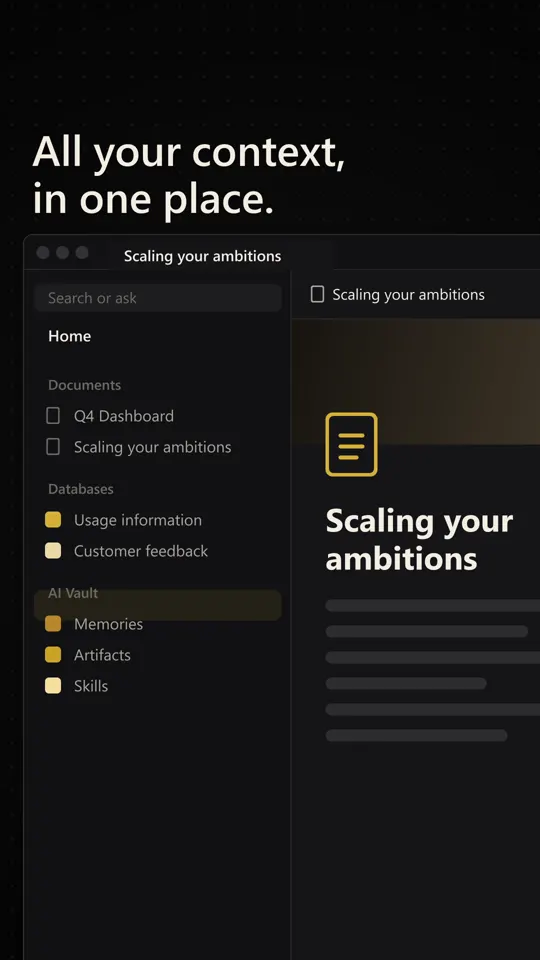 All your context,
in one place.
Scaling your ambitions
Search or ask
Scaling your ambitions
Home
Documents
Q4 Dashboard
Scaling your ambitions
Databases
Usage information
Customer feedback
AI Vault
Memories
Artifacts
Skills
Scaling your
ambitions